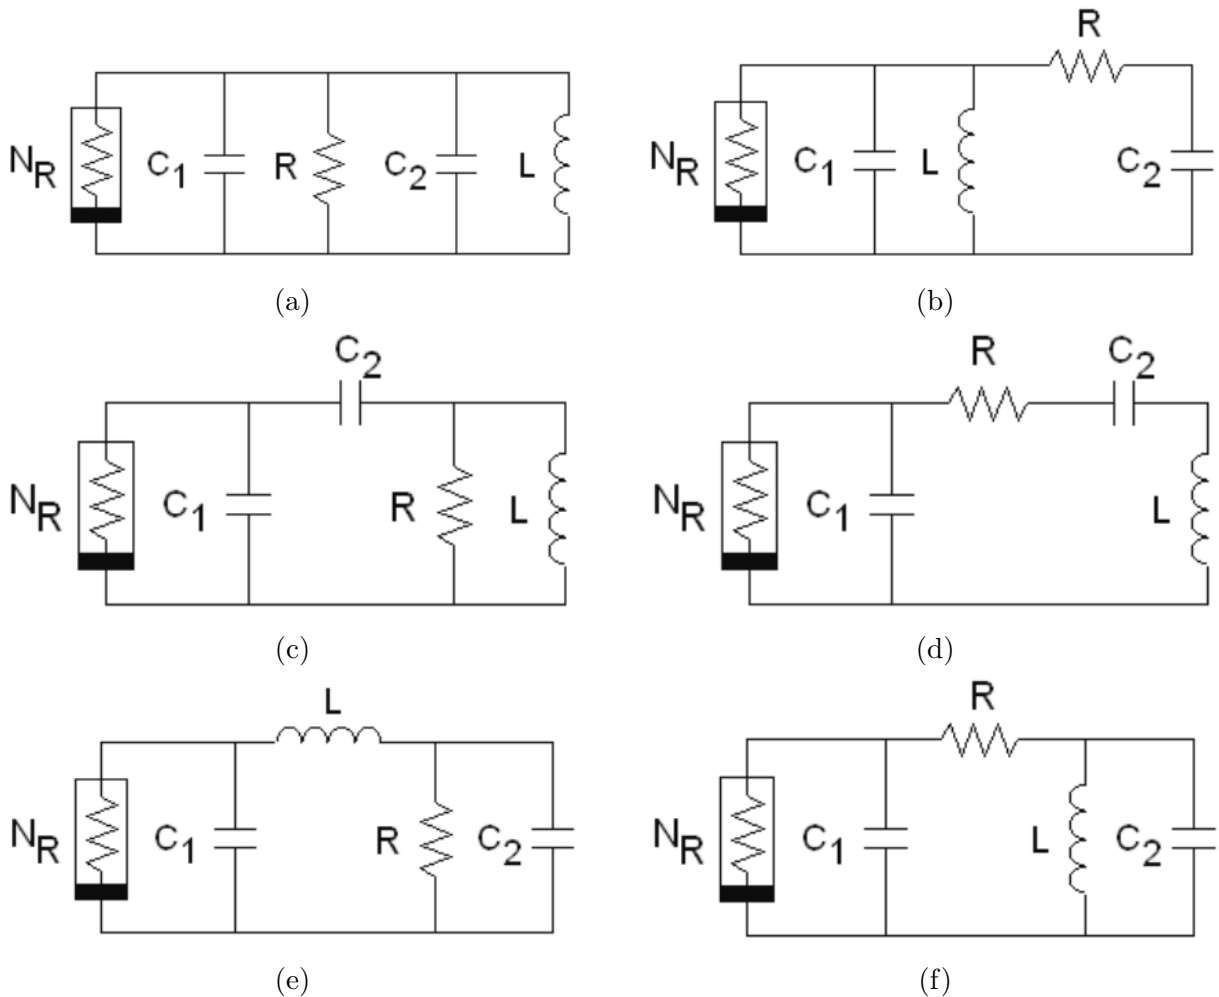 R
N_R C_1 R C_2 L
N_R C_1 L C_2
(a) (b)
C_2
R C_2
N_R C_1 R L
N_R C_1 L
(c) (d)
L
R
N_R C_1 R C_2
N_R C_1 L C_2
(e) (f)